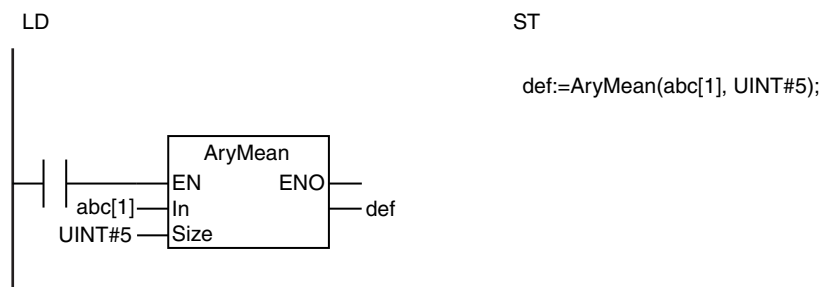 LD
ST
def:=AryMean(abc[1], UINT#5);
AryMean
EN ENO
abc[1] In def
UINT#5 Size